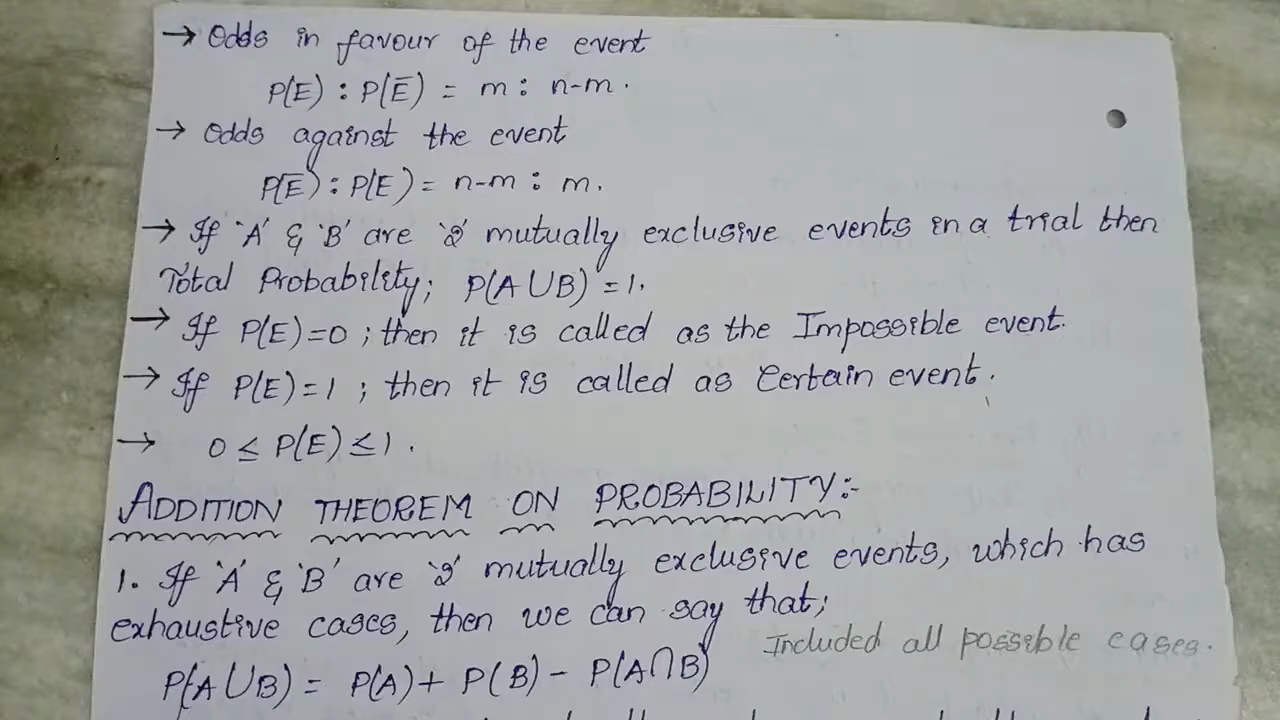 → Odds in favour of the event
P(E) : P(E̅) = m : n-m.
→ Odds against the event
P(E̅) : P(E) = n-m : m.
→ If 'A' & 'B' are '2' mutually exclusive events in a trial then
Total Probability; P(A∪B) = 1.
→ If P(E)=0 ; then it is called as the Impossible event.
→ If P(E)=1 ; then it is called as Certain event.
→ 0 ≤ P(E) ≤ 1.
ADDITION THEOREM ON PROBABILITY:-
1. If 'A' & 'B' are '2' mutually exclusive events, which has
exhaustive cases, then we can say that;
Included all possible cases.
P(A∪B) = P(A) + P(B) - P(A∩B)